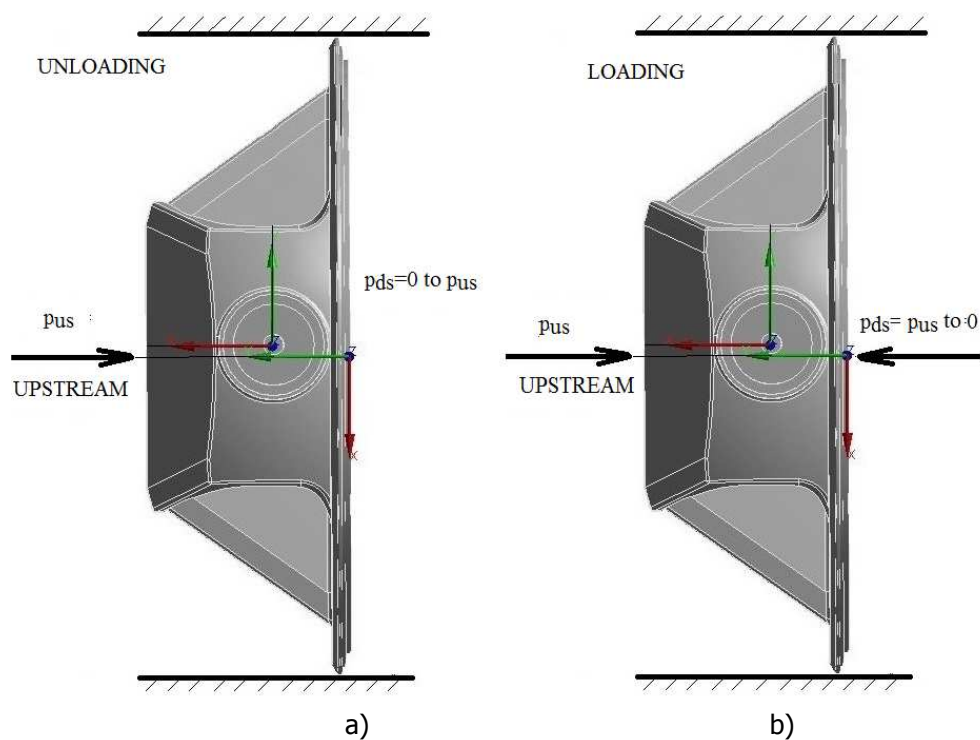 UNLOADING
pds=0 to pus
pus
UPSTREAM
x
a)
LOADING
pds= pus to 0
pus
UPSTREAM
x
b)